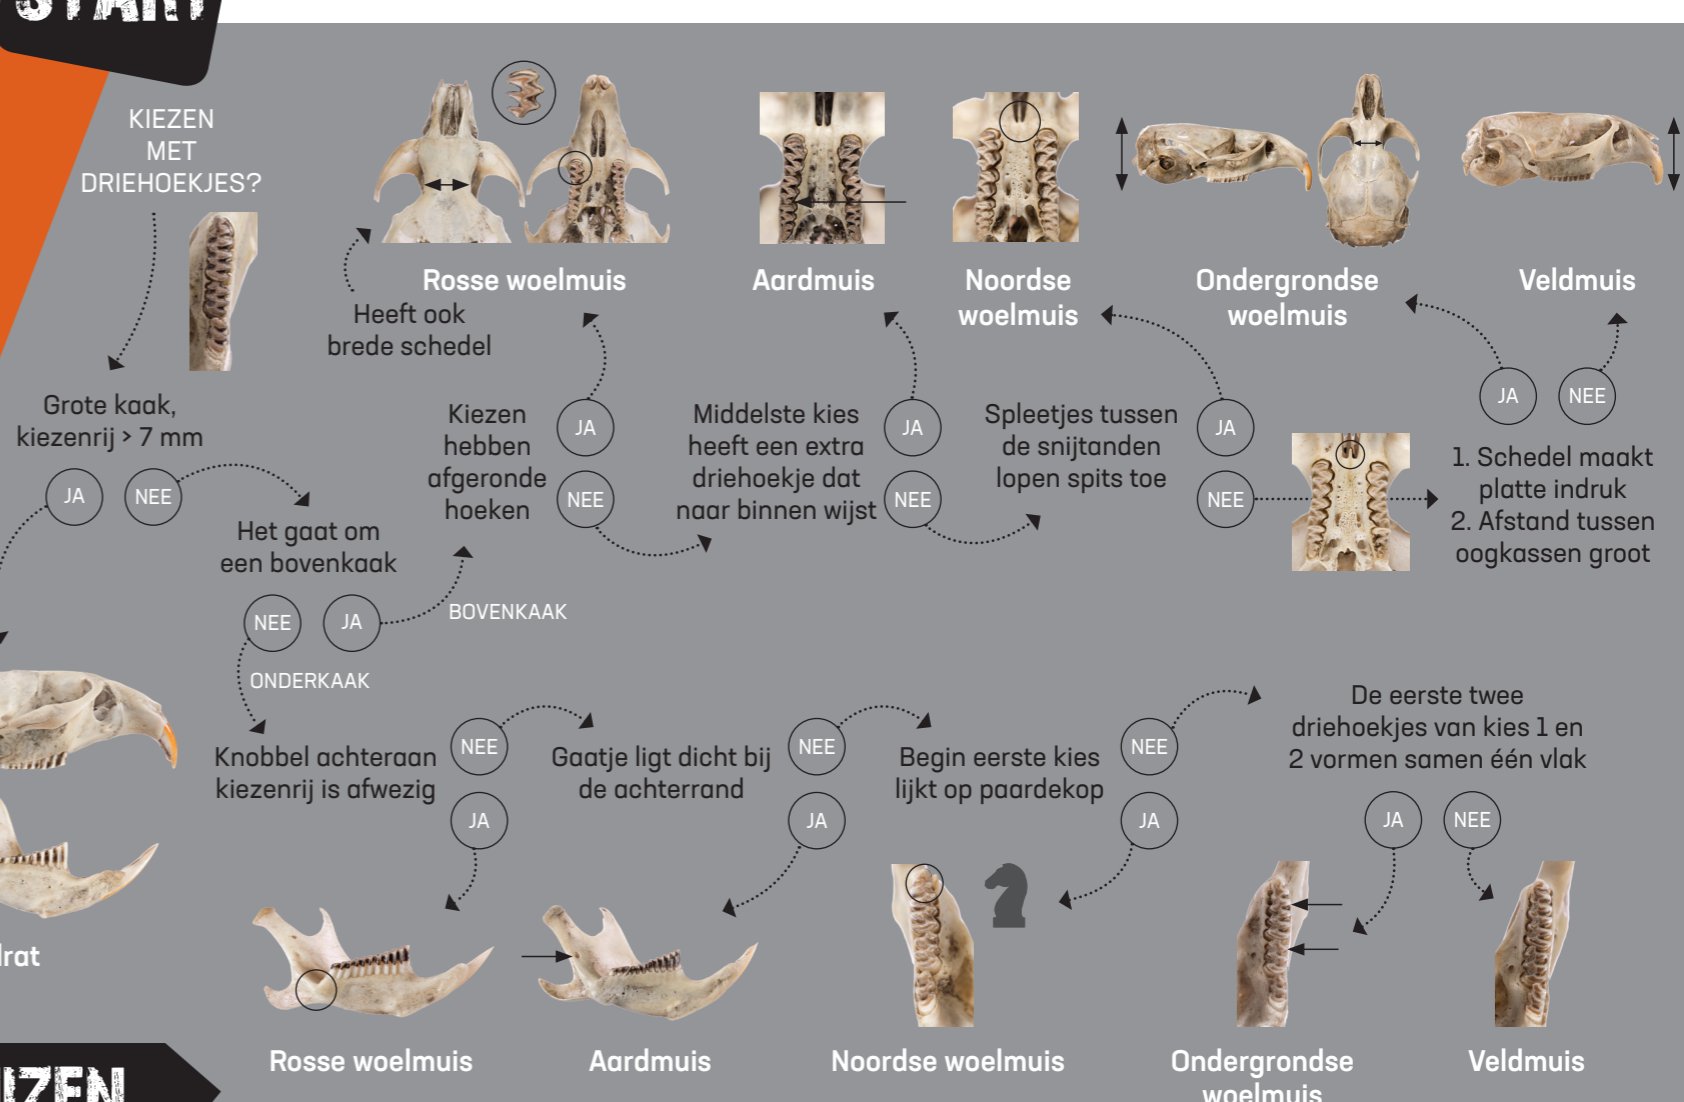 START
KIEZEN
MET
DRIEHOEKJES?
Rosse woelmuis
Heeft ook
brede schedel
Aardmuis
Noordse
woelmuis
Ondergrondse
woelmuis
Veldmuis
Grote kaak,
kiezenrij > 7 mm
JA
NEE
Het gaat om
een bovenkaak
NEE
JA
BOVENKAAK
ONDERKAAK
Kiezen
hebben
afgeronde
hoeken
JA
NEE
Middelste kies
heeft een extra
driehoekje dat
naar binnen wijst
JA
NEE
Spleetjes tussen
de snijtanden
lopen spits toe
JA
NEE
JA
NEE
1. Schedel maakt
platte indruk
2. Afstand tussen
oogkassen groot
Knobbel achteraan
kiezenrij is afwezig
NEE
JA
Gaatje ligt dicht bij
de achterrand
NEE
JA
Begin eerste kies
lijkt op paardekop
NEE
JA
De eerste twee
driehoekjes van kies 1 en
2 vormen samen één vlak
JA
NEE
lrat
Rosse woelmuis
Aardmuis
Noordse woelmuis
Ondergrondse
woelmuis
Veldmuis
IZEN